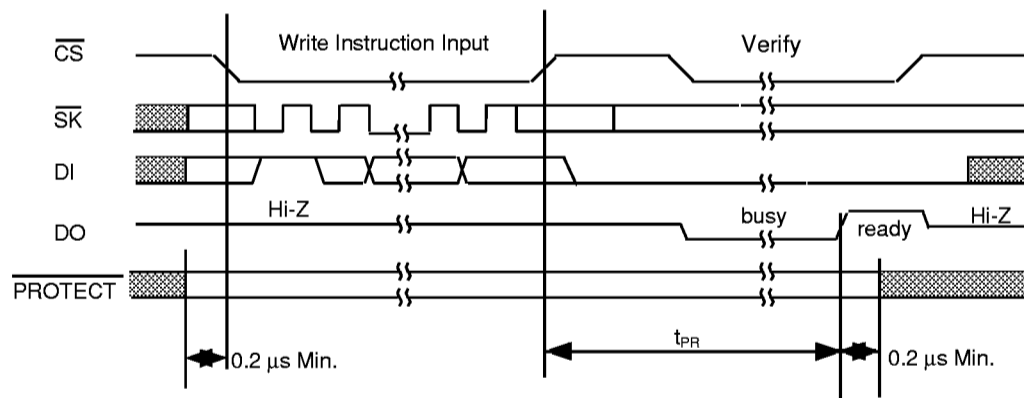 Write Instruction Input
Verify
CS
SK
DI
Hi-Z
busy
Hi-Z
DO
ready
PROTECT
tPR
0.2 μs Min.
0.2 μs Min.